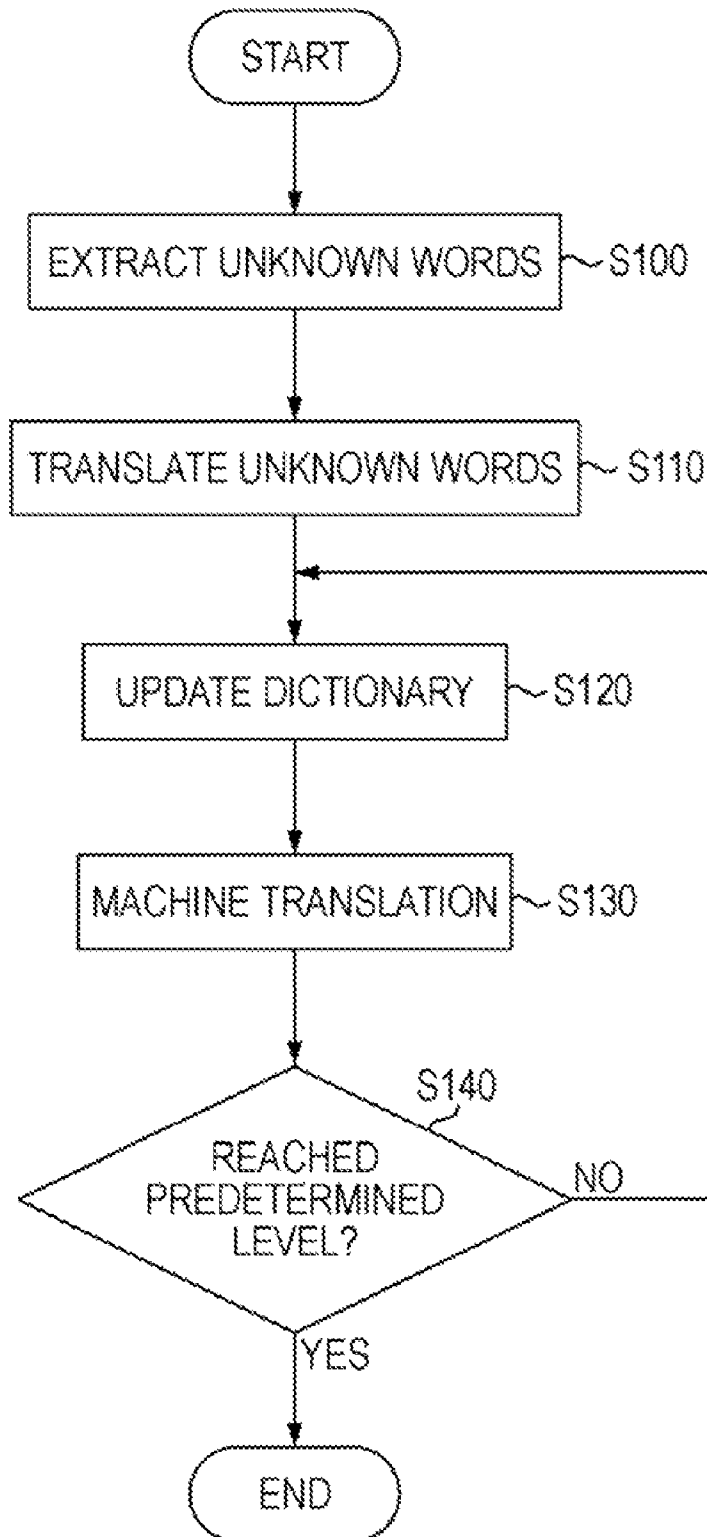 START
EXTRACT UNKNOWN WORDS
S100
TRANSLATE UNKNOWN WORDS
S110
UPDATE DICTIONARY
S120
MACHINE TRANSLATION
S130
S140
REACHED
PREDETERMINED
LEVEL?
NO
YES
END